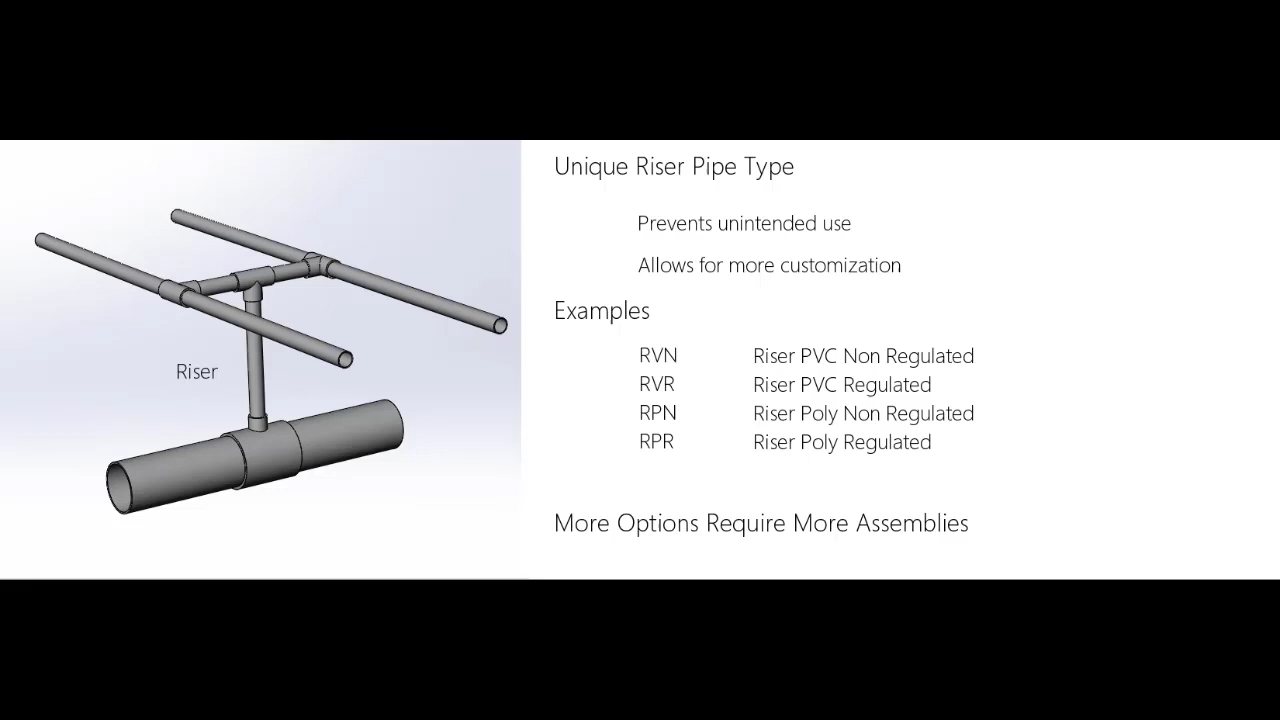 Unique Riser Pipe Type
Prevents unintended use
Allows for more customization
Riser
Examples
RVN Riser PVC Non Regulated
RVR Riser PVC Regulated
RPN Riser Poly Non Regulated
RPR Riser Poly Regulated
More Options Require More Assemblies